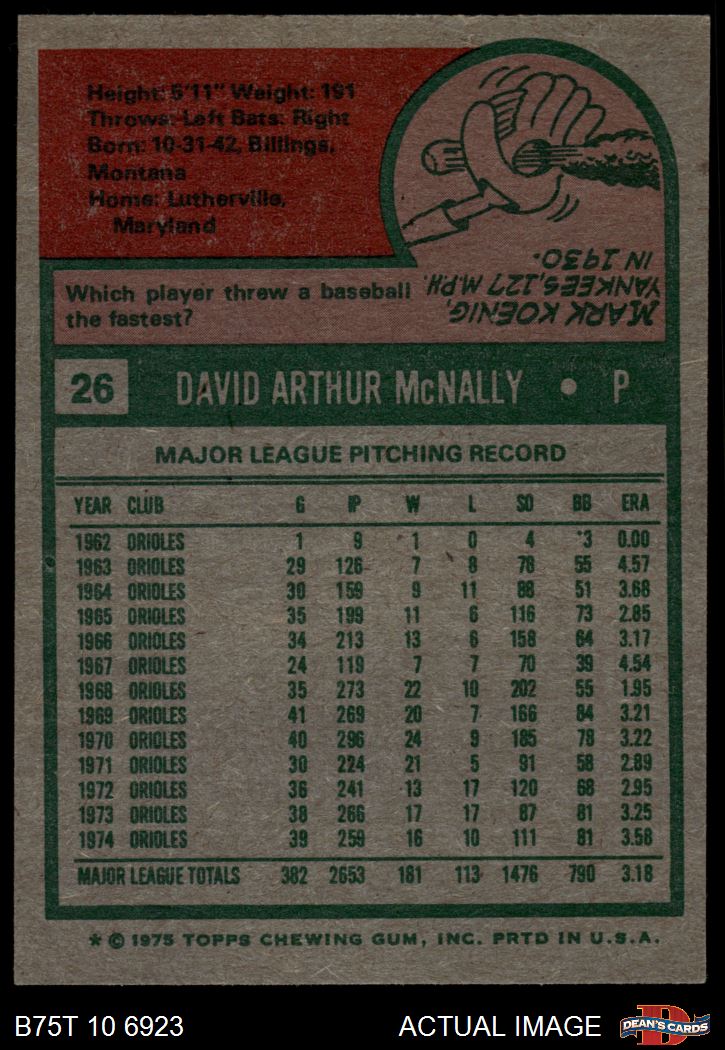 Height: 5'11" Weight: 191
Throws: Left Bats: Right
Born: 10-31-42, Billings,
Montana
Home: Lutherville,
Maryland
Which player threw a baseball
the fastest?
MARK KOENIG,
YANKEES, 127 M.P.H.
IN 1930.
26 DAVID ARTHUR McNALLY • P
MAJOR LEAGUE PITCHING RECORD
YEAR CLUB G IP W L SO BB ERA
1962 ORIOLES 1 9 1 0 4 3 0.00
1963 ORIOLES 29 126 7 8 78 55 4.57
1964 ORIOLES 30 159 9 11 88 51 3.68
1965 ORIOLES 35 199 11 6 116 73 2.85
1966 ORIOLES 34 213 13 6 158 64 3.17
1967 ORIOLES 24 119 7 7 70 39 4.54
1968 ORIOLES 35 273 22 10 202 55 1.95
1969 ORIOLES 41 269 20 7 166 84 3.21
1970 ORIOLES 40 296 24 9 185 78 3.22
1971 ORIOLES 30 224 21 5 91 58 2.89
1972 ORIOLES 36 241 13 17 120 68 2.95
1973 ORIOLES 38 266 17 17 87 81 3.25
1974 ORIOLES 39 259 16 10 111 81 3.58
MAJOR LEAGUE TOTALS 382 2653 181 113 1476 790 3.18
* © 1975 TOPPS CHEWING GUM, INC. PRTD IN U.S.A.
B75T 10 6923 ACTUAL IMAGE DEAN'S CARDS